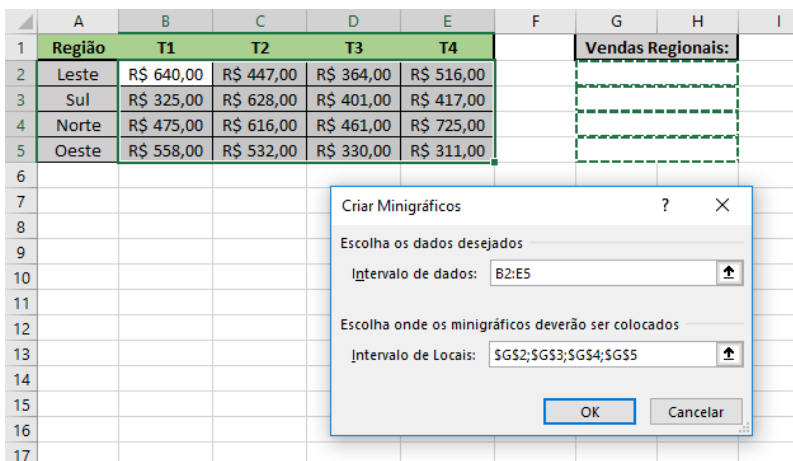 A B C D E F G H I
1 Região T1 T2 T3 T4 Vendas Regionais:
2 Leste R$ 640,00 R$ 447,00 R$ 364,00 R$ 516,00
3 Sul R$ 325,00 R$ 628,00 R$ 401,00 R$ 417,00
4 Norte R$ 475,00 R$ 616,00 R$ 461,00 R$ 725,00
5 Oeste R$ 558,00 R$ 532,00 R$ 330,00 R$ 311,00
6
7
8
9
10
11
12
13
14
15
16
17
Criar Minigráficos ?
Escolha os dados desejados
Intervalo de dados: B2:E5
Escolha onde os minigráficos deverão ser colocados
Intervalo de Locais: $G$2;$G$3;$G$4;$G$5
OK Cancelar